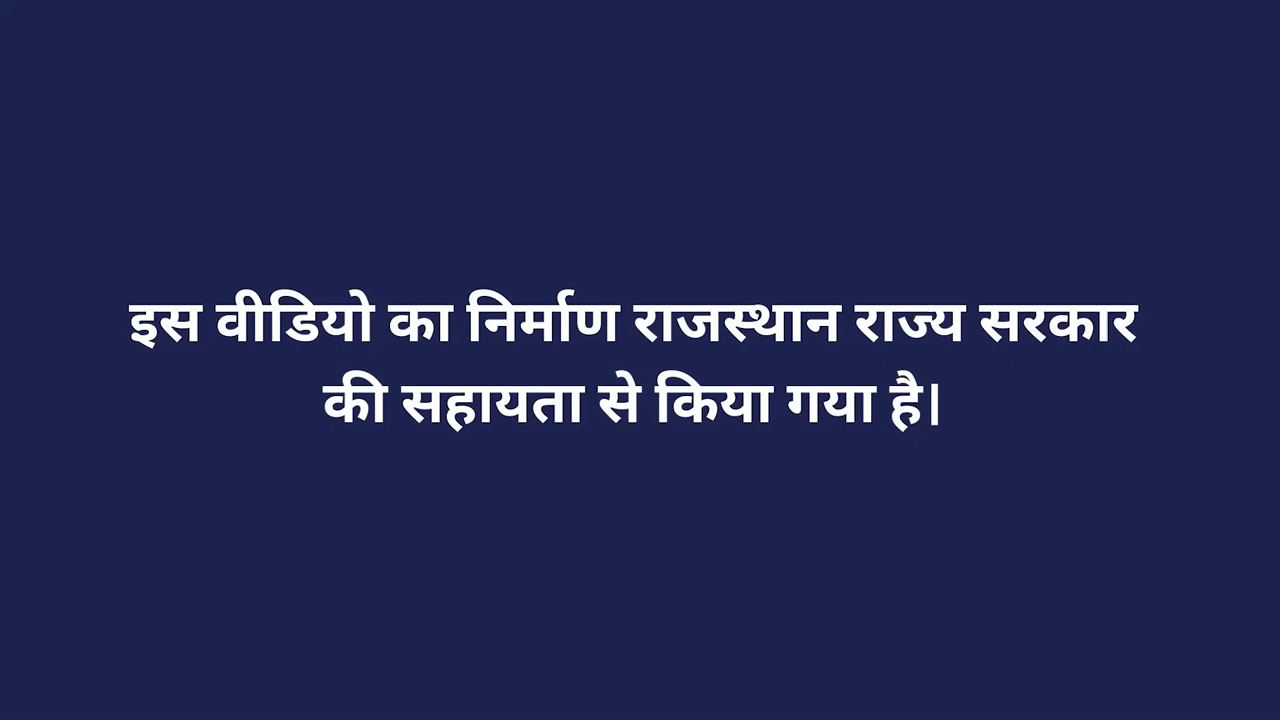 इस वीडियो का निर्माण राजस्थान राज्य सरकार
की सहायता से किया गया है।